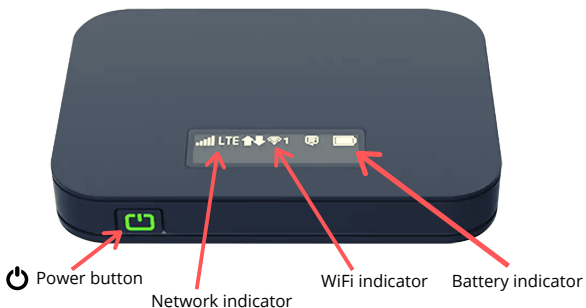 LTE 1
Power button
Network indicator
WiFi indicator
Battery indicator